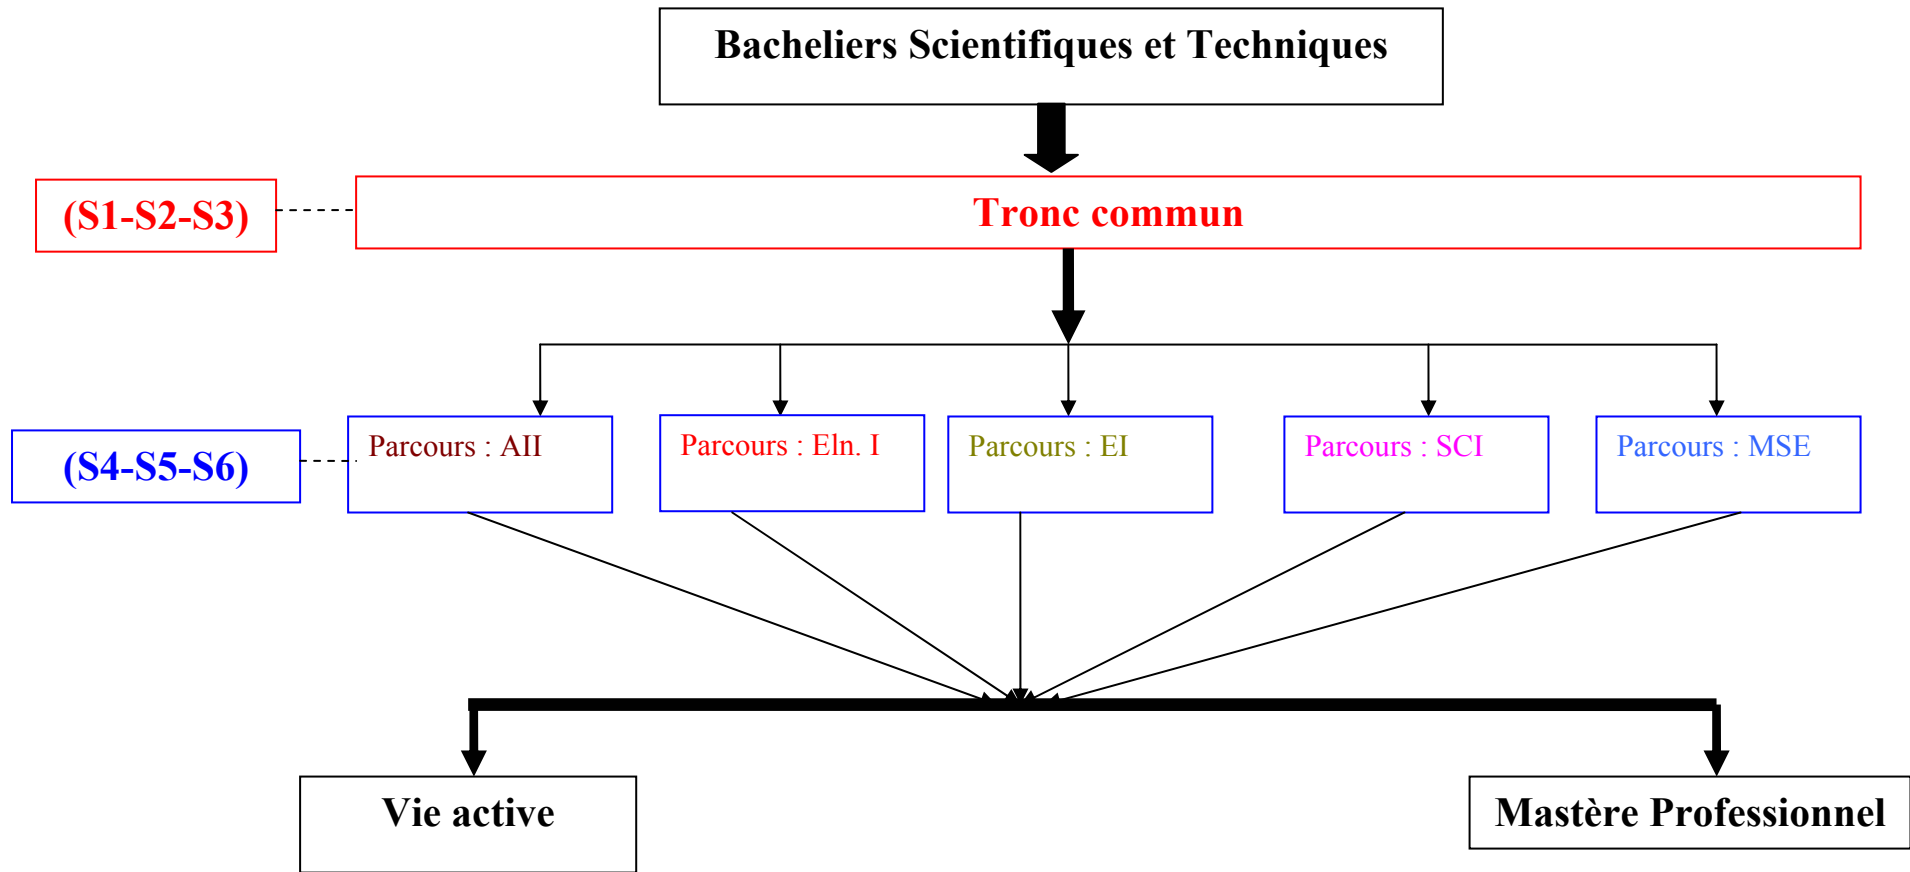 Bacheliers Scientifiques et Techniques
(S1-S2-S3)
Tronc commun
(S4-S5-S6)
Parcours : AII
Parcours : Eln. I
Parcours : EI
Parcours : SCI
Parcours : MSE
Vie active
Mastère Professionnel